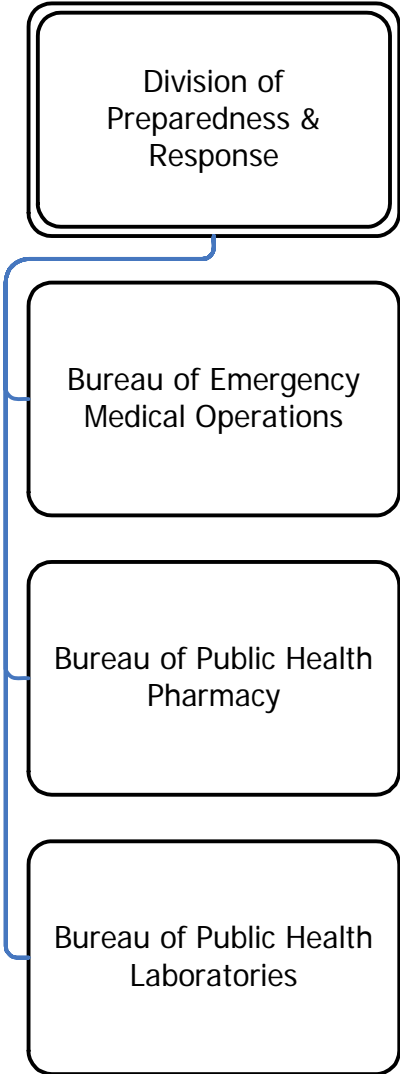 Division of
Preparedness &
Response
Bureau of Emergency
Medical Operations
Bureau of Public Health
Pharmacy
Bureau of Public Health
Laboratories